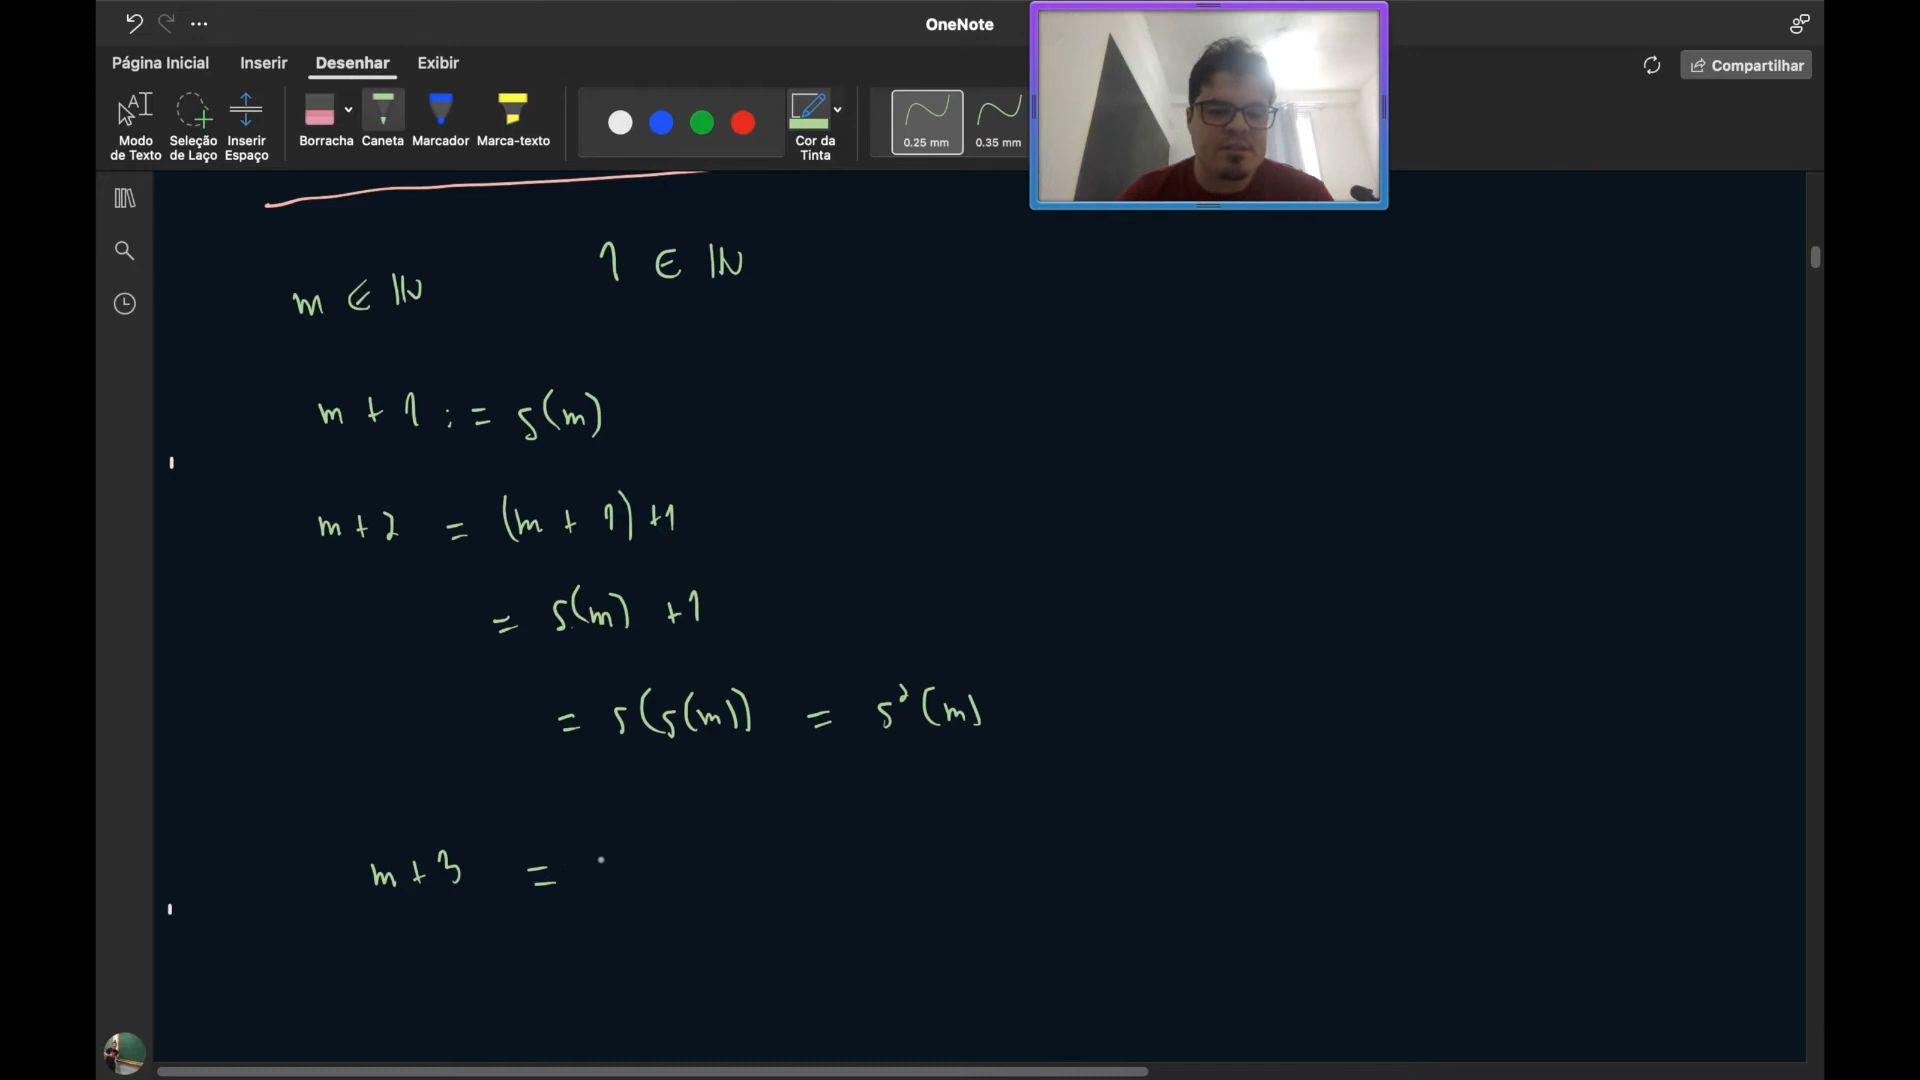 OneNote
Página Inicial Inserir Desenhar Exibir
Compartilhar
Modo de Texto
Seleção de Laço
Inserir Espaço
Borracha
Caneta
Marcador
Marca-texto
Cor da Tinta
0.25 mm
0.35 mm
m ∈ ℕ
1 ∈ ℕ
m + 1 := s(m)
m + 2 = (m + 1) + 1
= s(m) + 1
= s(s(m)) = s²(m)
m + 3 =